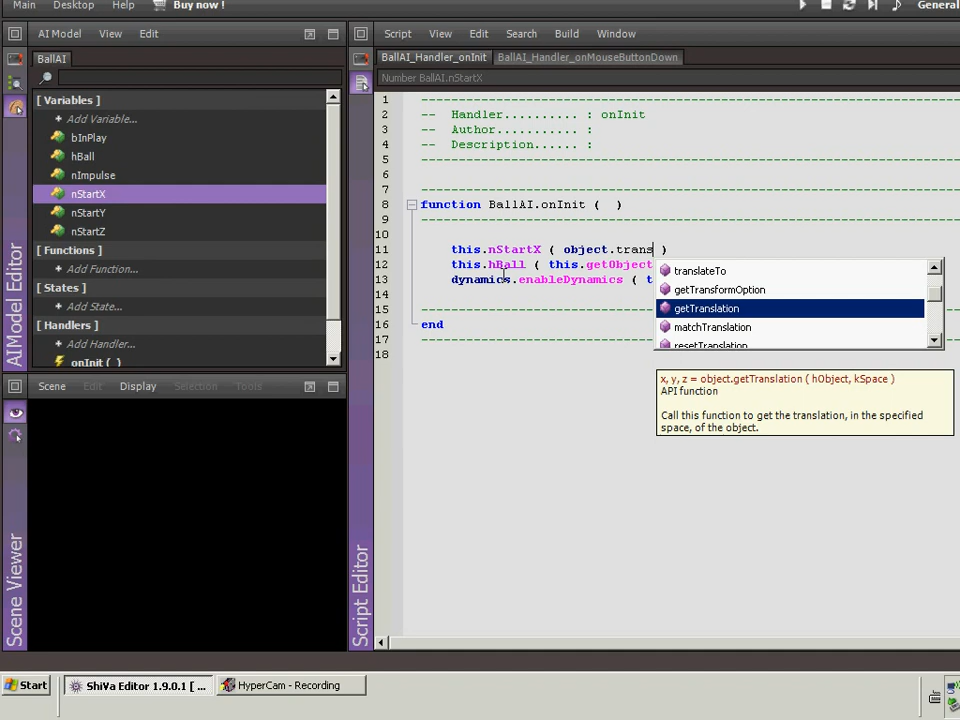 Main Desktop Help Buy now ! General
AI Model View Edit
Script View Edit Search Build Window
BallAI
BallAI_Handler_onInit BallAI_Handler_onMouseButtonDown
Number BallAI.nStartX
[ Variables ]
Add Variable...
bInPlay
hBall
nImpulse
nStartX
nStartY
nStartZ
[ Functions ]
Add Function...
[ States ]
Add State...
[ Handlers ]
Add Handler...
onInit ( )
AIModel Editor
Scene Edit Display Selection Tools
Scene Viewer
Script Editor
1 --------------------------------------------------------------------------------
2 -- Handler.......... : onInit
3 -- Author........... :
4 -- Description...... :
5 --------------------------------------------------------------------------------
6
7 --------------------------------------------------------------------------------
8 function BallAI.onInit ( )
9 --------------------------------------------------------------------------------
10
11 this.nStartX ( object.trans )
12 this.hBall ( this.getObject
13 dynamics.enableDynamics ( t
14
15 --------------------------------------------------------------------------------
16 end
17 --------------------------------------------------------------------------------
18
translateTo
getTransformOption
getTranslation
matchTranslation
resetTranslation
x, y, z = object.getTranslation ( hObject, kSpace )
API function
Call this function to get the translation, in the specified
space, of the object.
Start ShiVa Editor 1.9.0.1 [ ... HyperCam - Recording